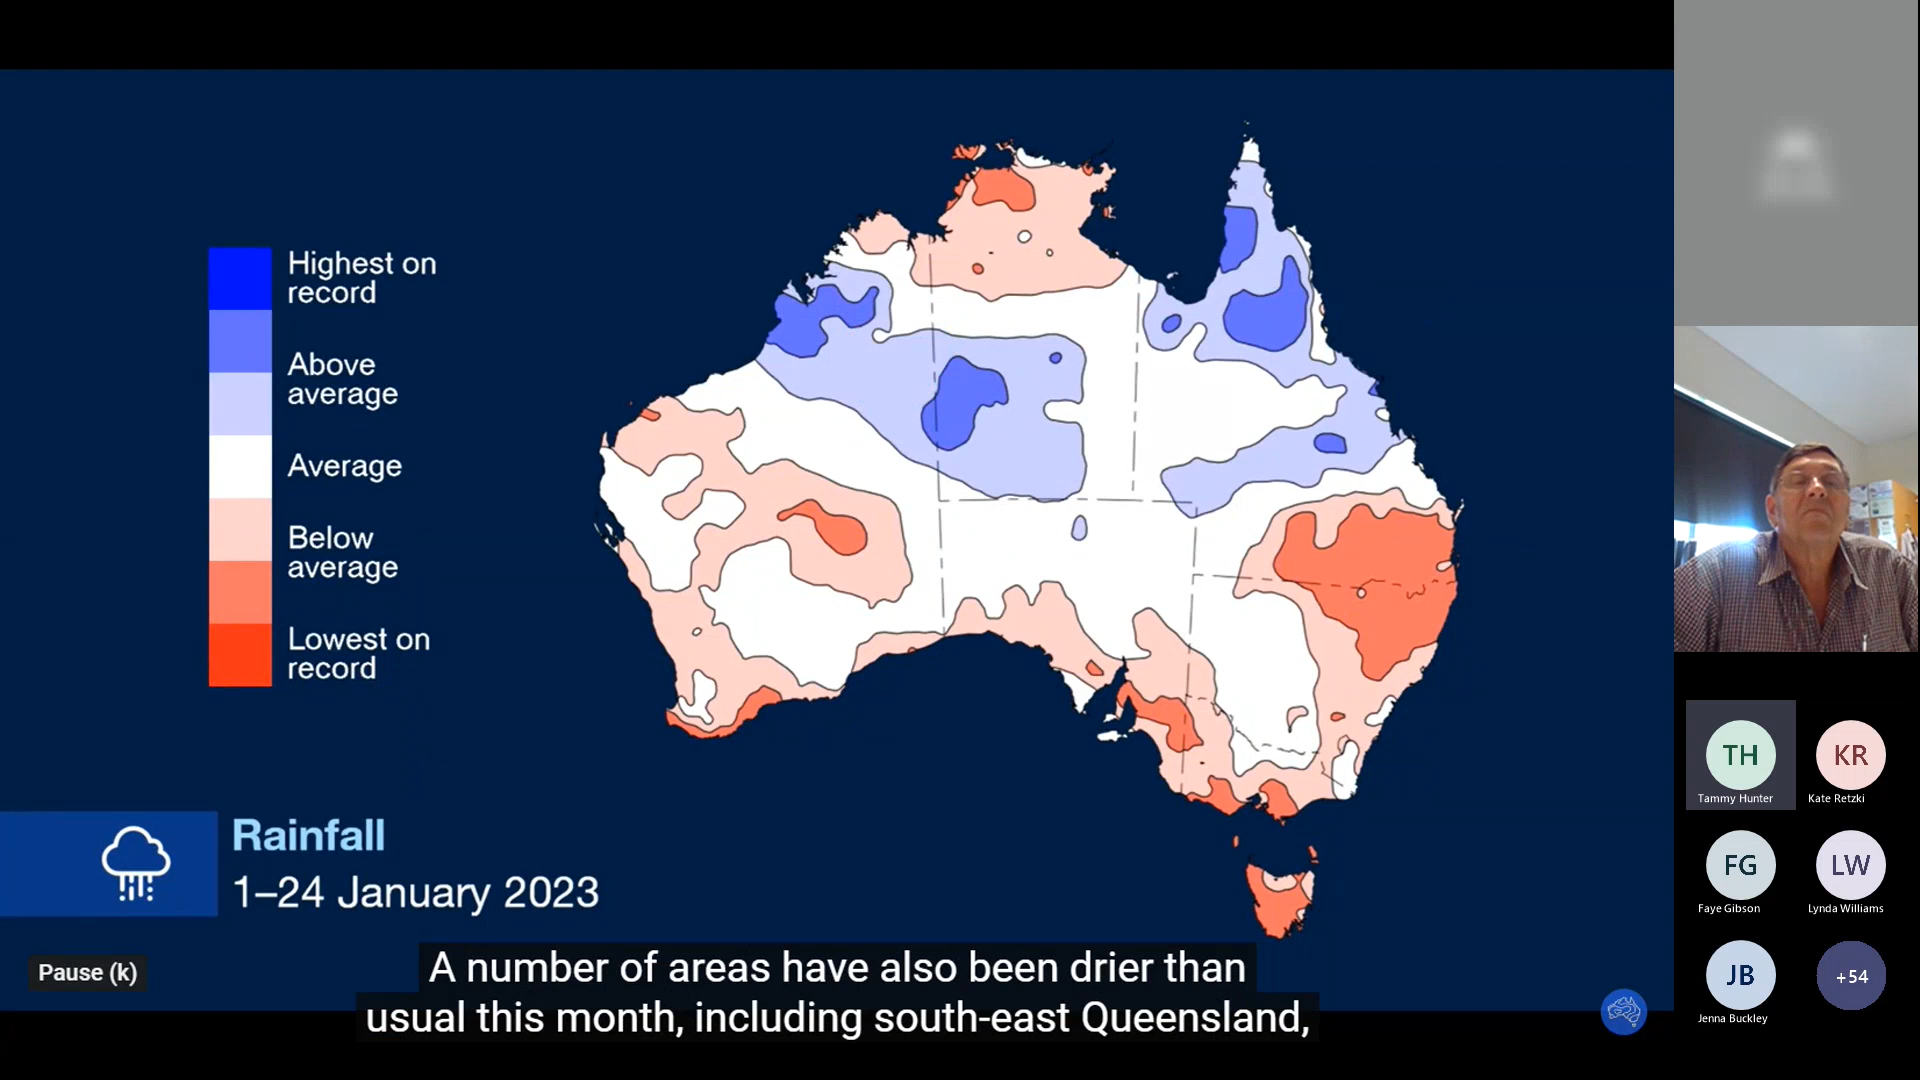 Highest on
record
Above
average
Average
Below
average
Lowest on
record
Rainfall
1–24 January 2023
Pause (k)
A number of areas have also been drier than
usual this month, including south-east Queensland,
TH
Tammy Hunter
KR
Kate Retzki
FG
Faye Gibson
LW
Lynda Williams
JB
Jenna Buckley
+54